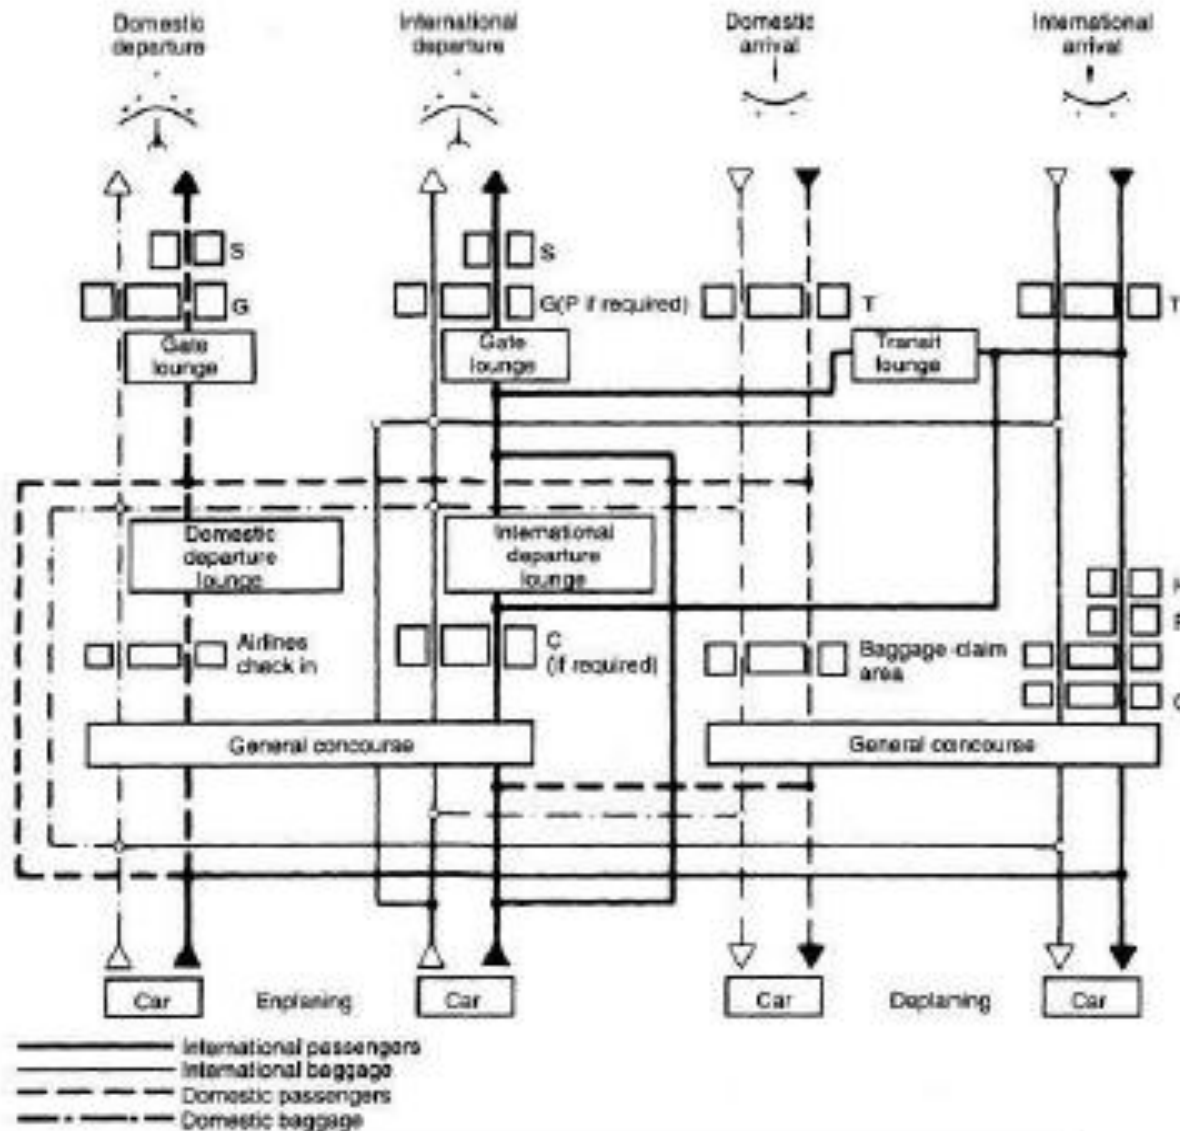 Domestic
departure
International
departure
Domestic
arrival
International
arrival
S
S
G
G(P if required)
T
T
Gate
lounge
Gate
lounge
Transit
lounge
Domestic
departure
lounge
International
departure
lounge
Airlines
check in
C
(if required)
Baggage claim
area
General concourse
General concourse
Car
Enplaning
Car
Car
Deplaning
Car
International passengers
International baggage
Domestic passengers
Domestic baggage